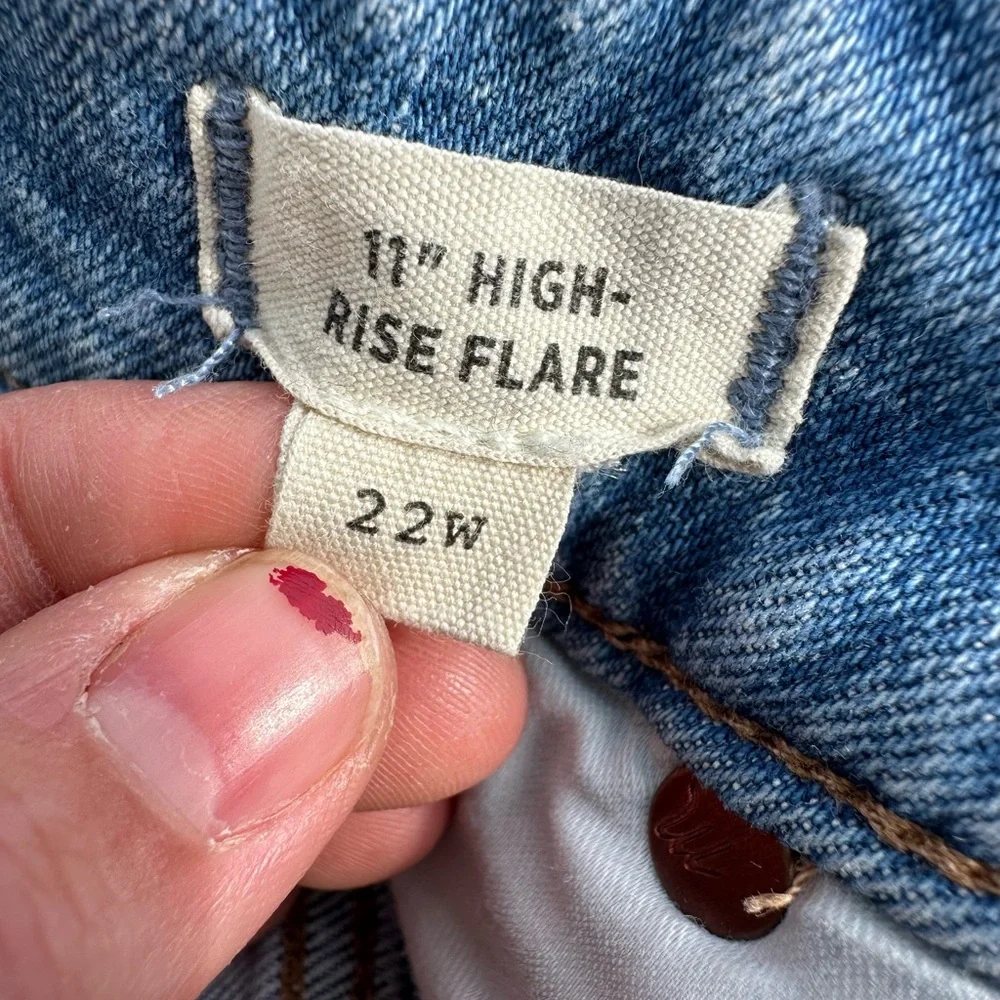 11" HIGH-
RISE FLARE
22W